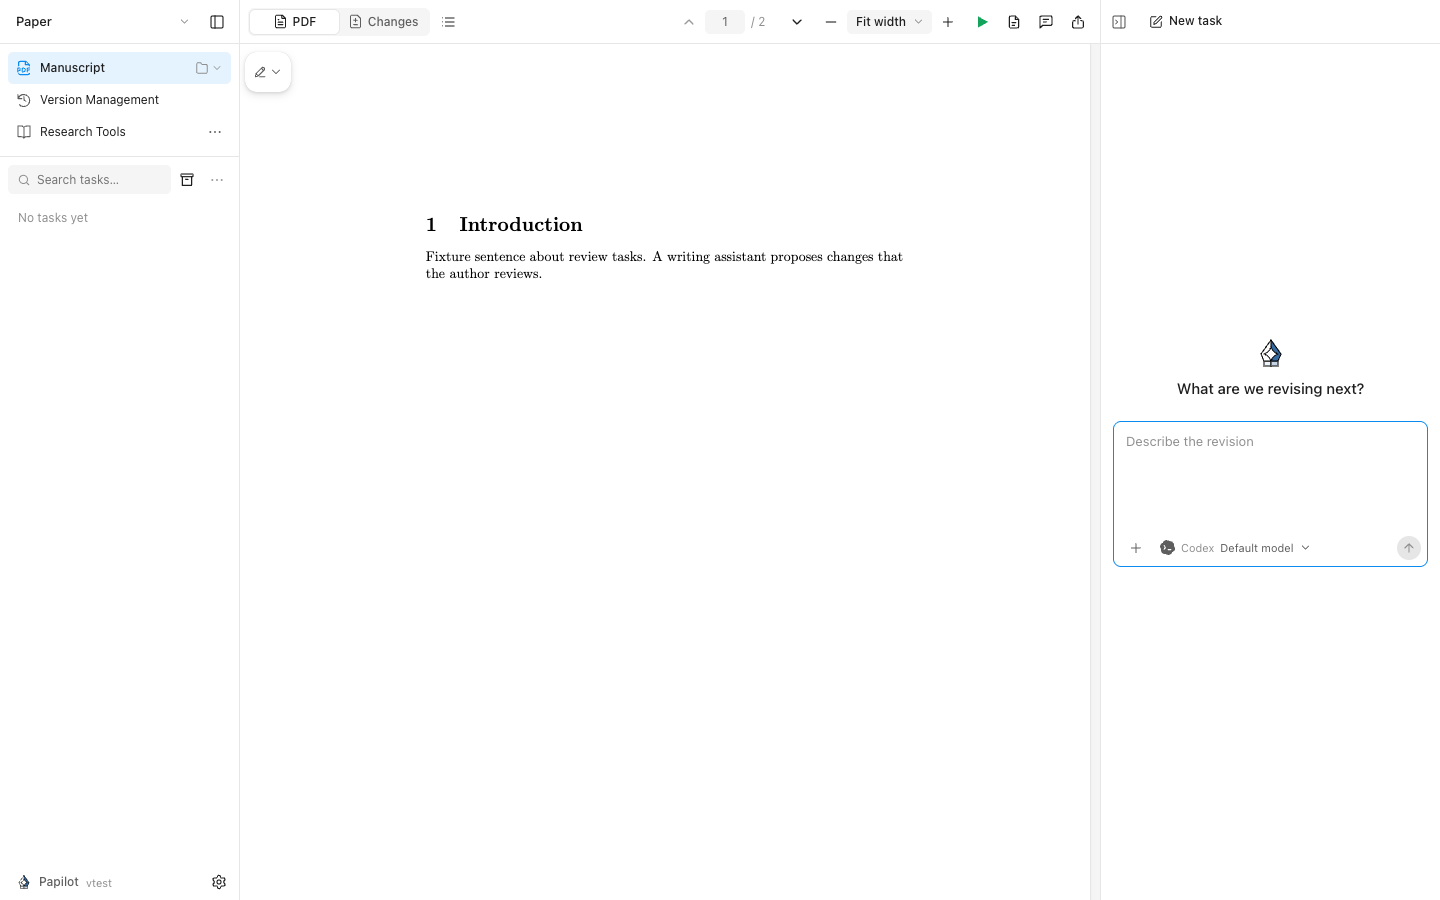 Paper
PDF
Changes
1 / 2
Fit width
New task
Manuscript
Version Management
Research Tools
Search tasks...
No tasks yet
1 Introduction
Fixture sentence about review tasks. A writing assistant proposes changes that
the author reviews.
What are we revising next?
Describe the revision
Codex Default model
Papilot vtest